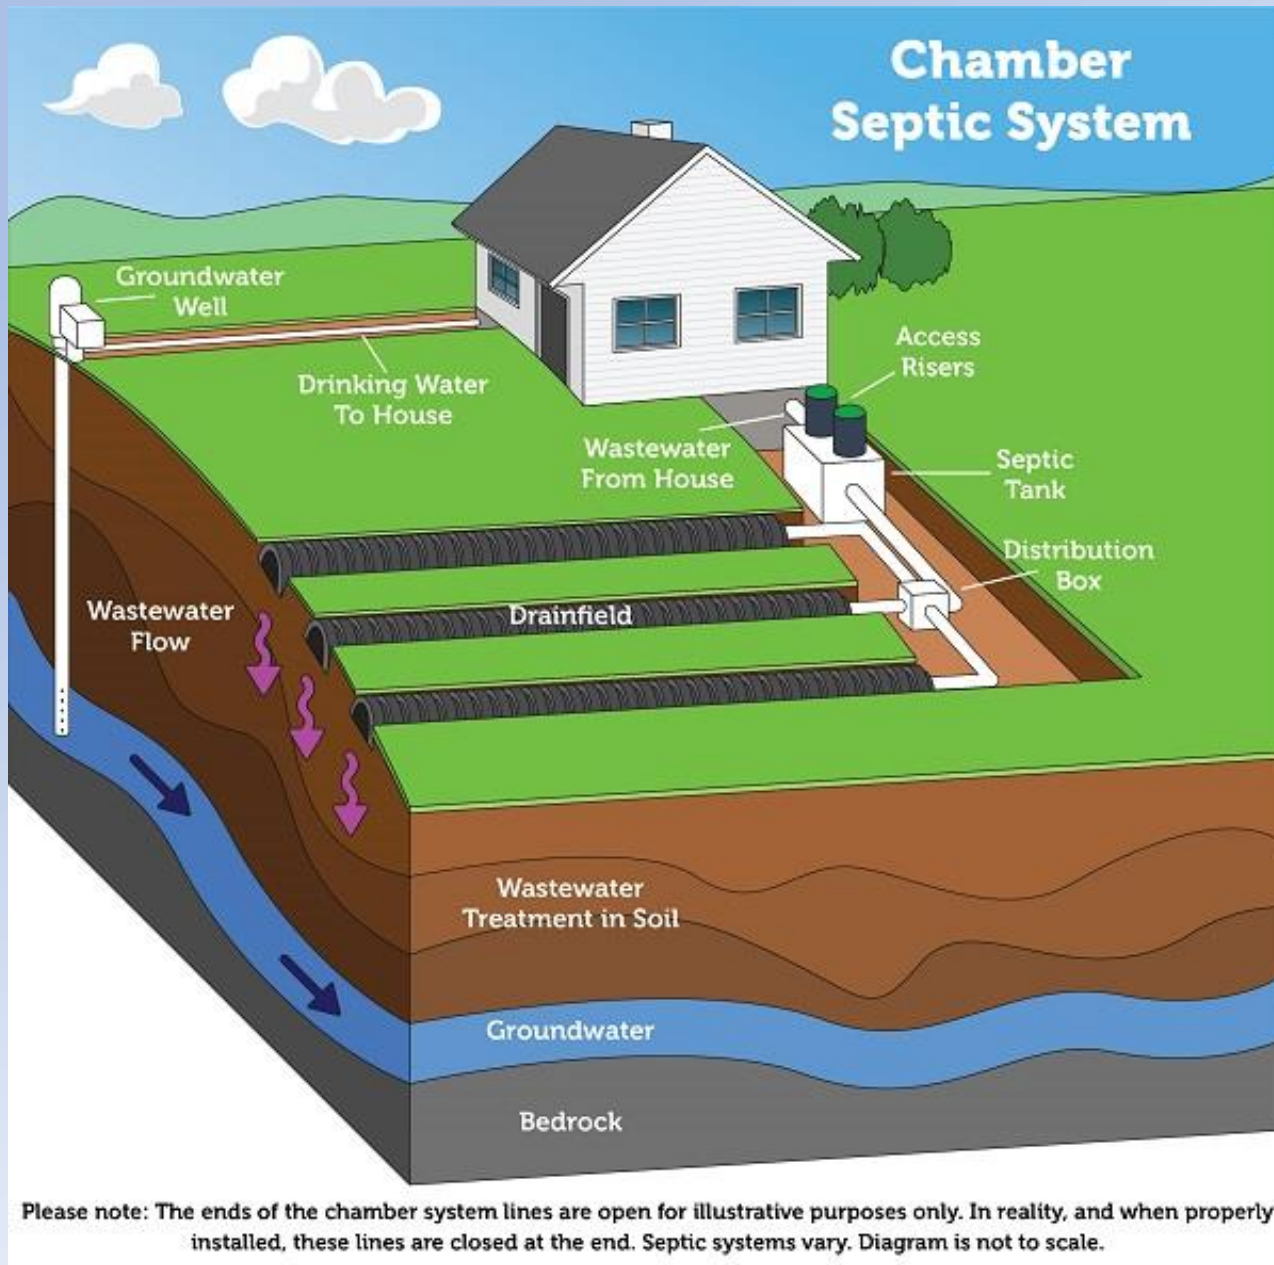 Chamber
Septic System
Groundwater
Well
Drinking Water
To House
Access
Risers
Wastewater
From House
Septic
Tank
Distribution
Box
Drainfield
Wastewater
Flow
Wastewater
Treatment in Soil
Groundwater
Bedrock
Please note: The ends of the chamber system lines are open for illustrative purposes only. In reality, and when properly
installed, these lines are closed at the end. Septic systems vary. Diagram is not to scale.